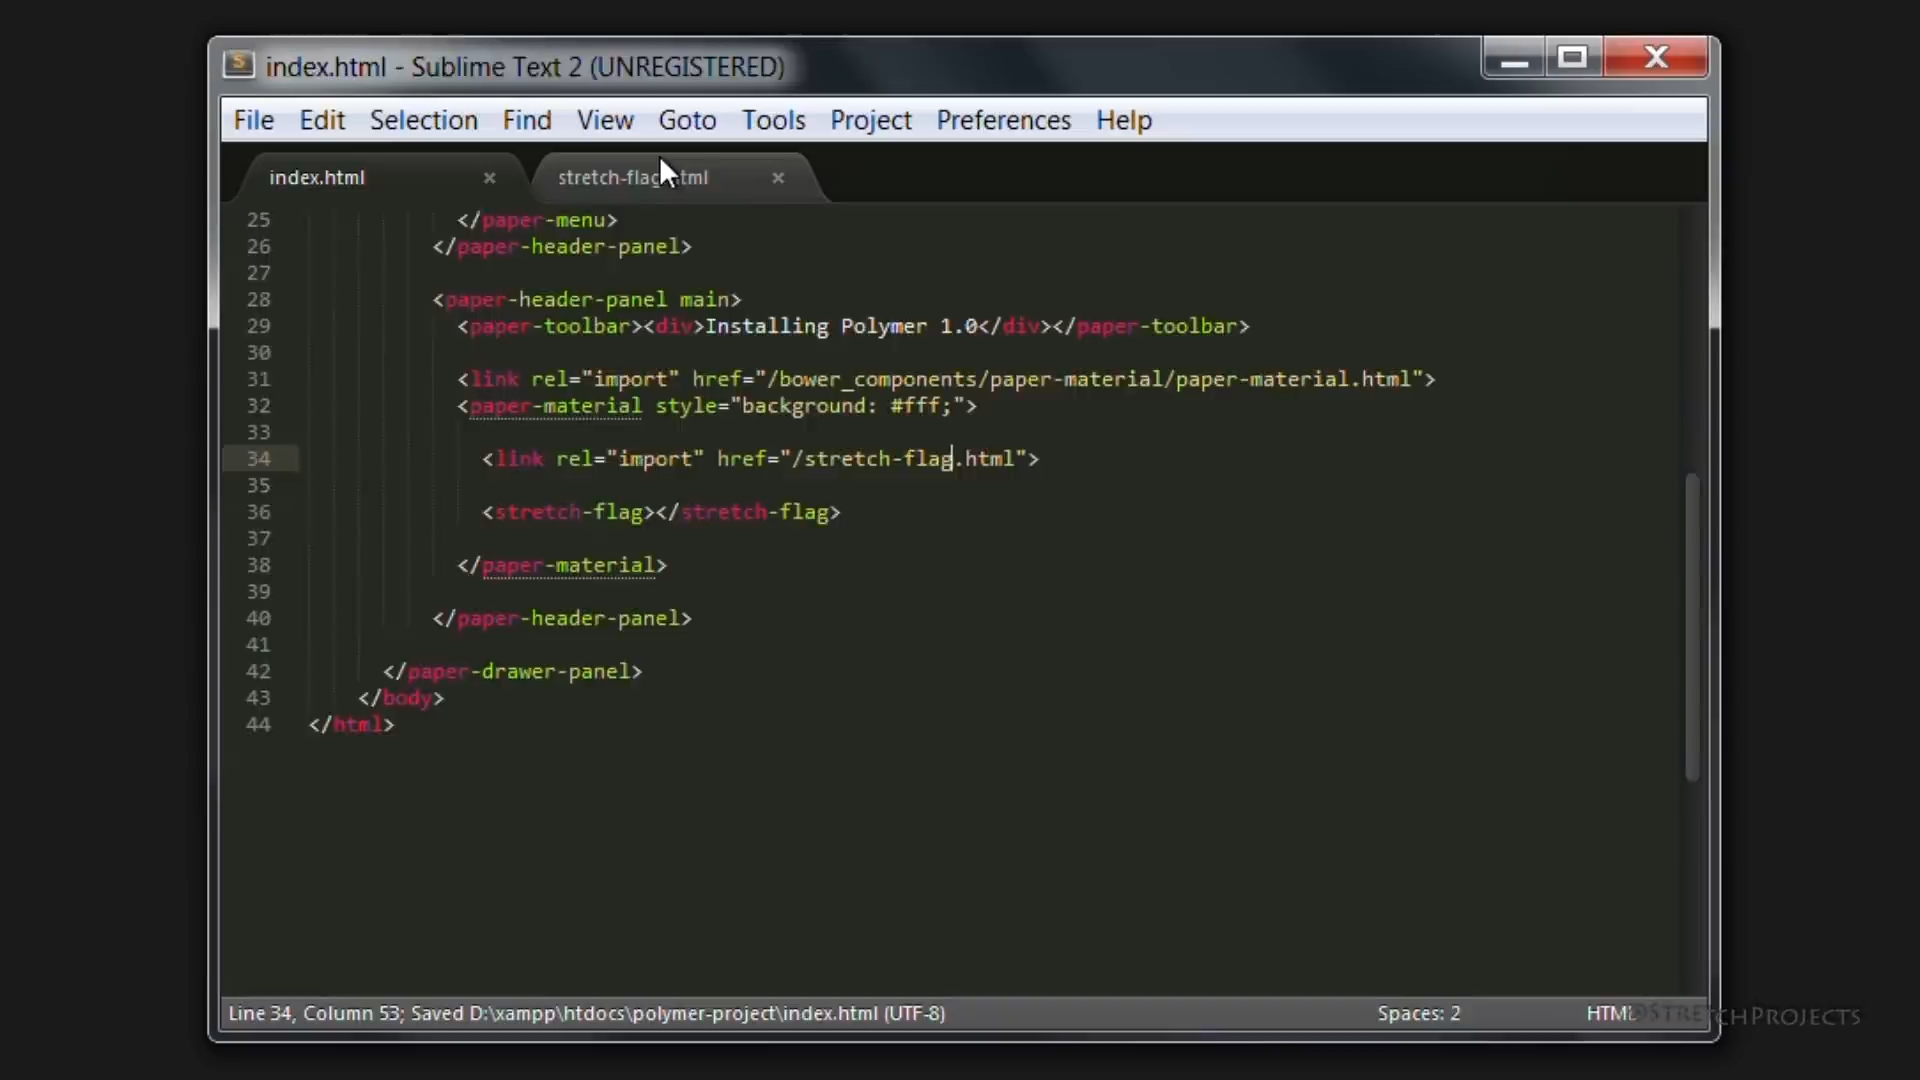 index.html - Sublime Text 2 (UNREGISTERED)
File Edit Selection Find View Goto Tools Project Preferences Help
index.html × stretch-flag.html ×
25 </paper-menu>
26 </paper-header-panel>
27
28 <paper-header-panel main>
29 <paper-toolbar><div>Installing Polymer 1.0</div></paper-toolbar>
30
31 <link rel="import" href="/bower_components/paper-material/paper-material.html">
32 <paper-material style="background: #fff;">
33
34 <link rel="import" href="/stretch-flag.html">
35
36 <stretch-flag></stretch-flag>
37
38 </paper-material>
39
40 </paper-header-panel>
41
42 </paper-drawer-panel>
43 </body>
44 </html>
Line 34, Column 53; Saved D:\xampp\htdocs\polymer-project\index.html (UTF-8) Spaces: 2 HTML
@StretchProjects